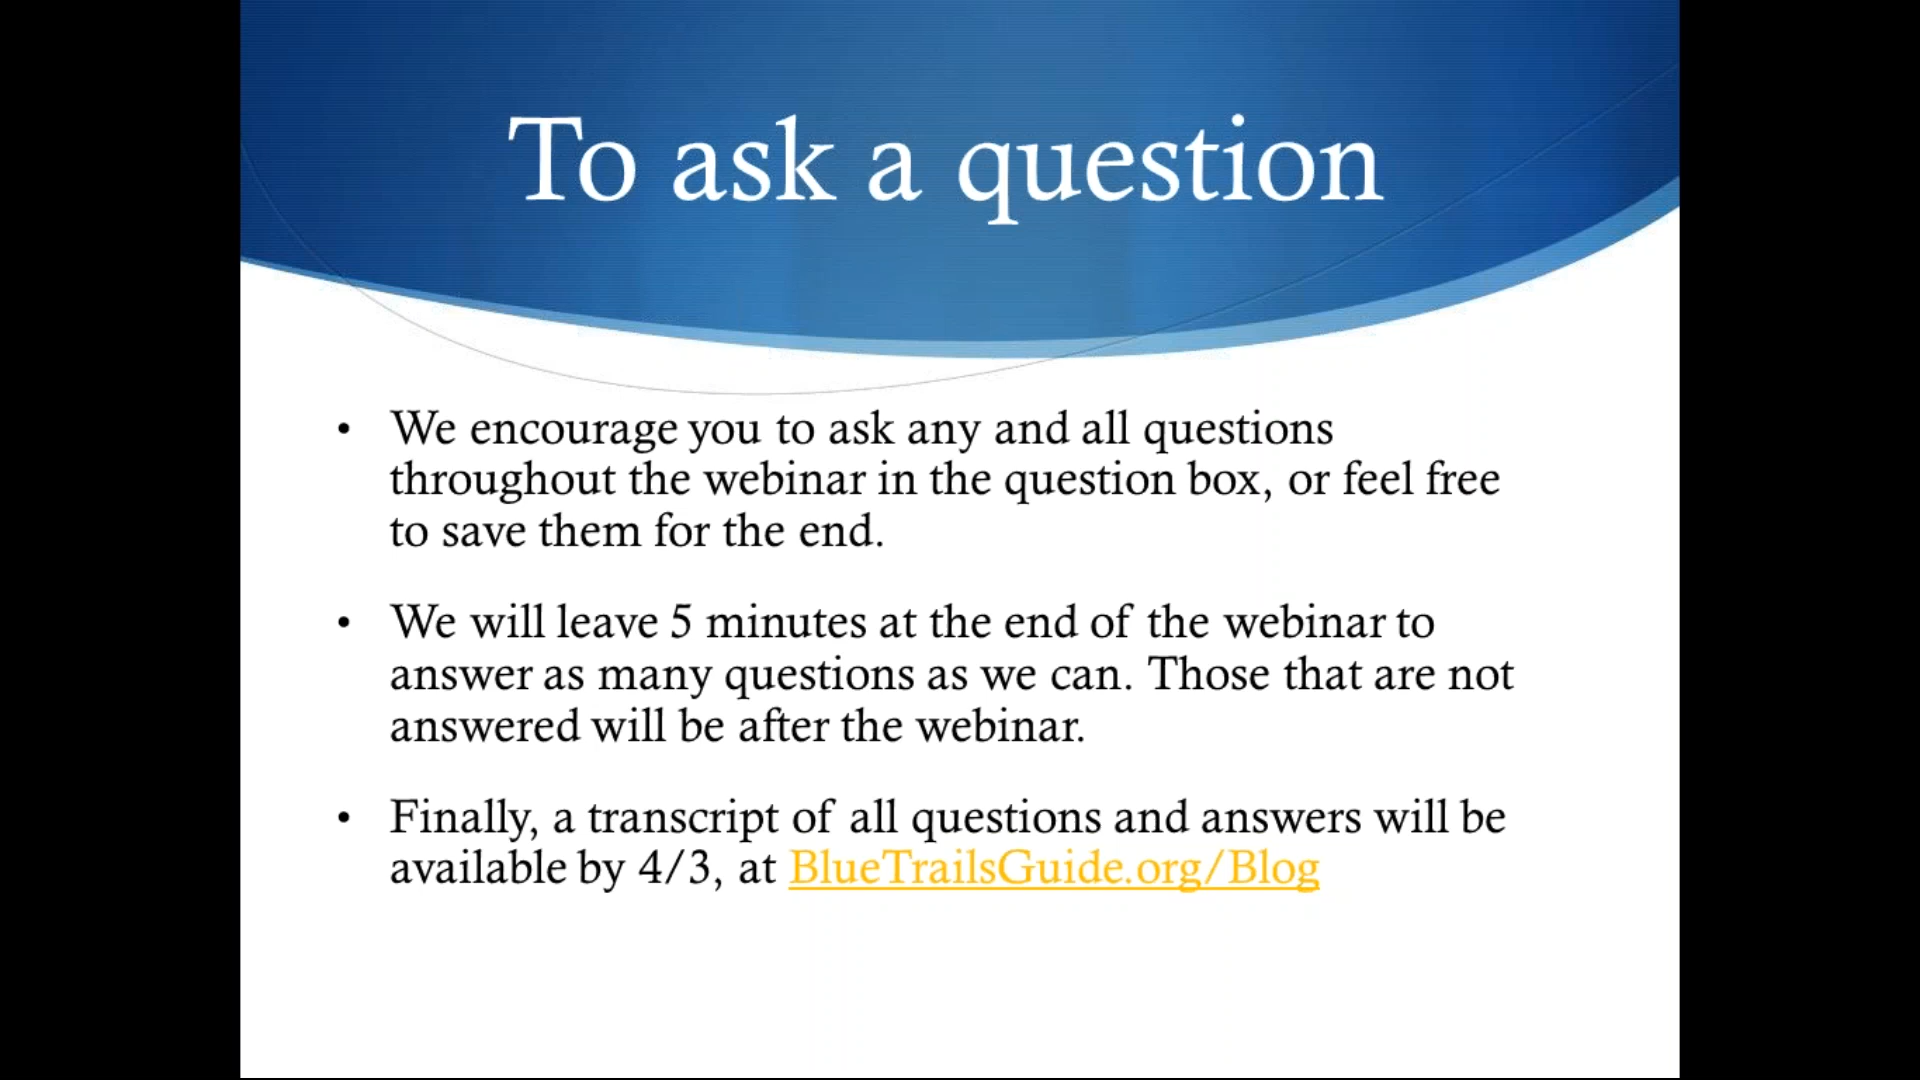 To ask a question
• We encourage you to ask any and all questions
throughout the webinar in the question box, or feel free
to save them for the end.
• We will leave 5 minutes at the end of the webinar to
answer as many questions as we can. Those that are not
answered will be after the webinar.
• Finally, a transcript of all questions and answers will be
available by 4/3, at BlueTrailsGuide.org/Blog